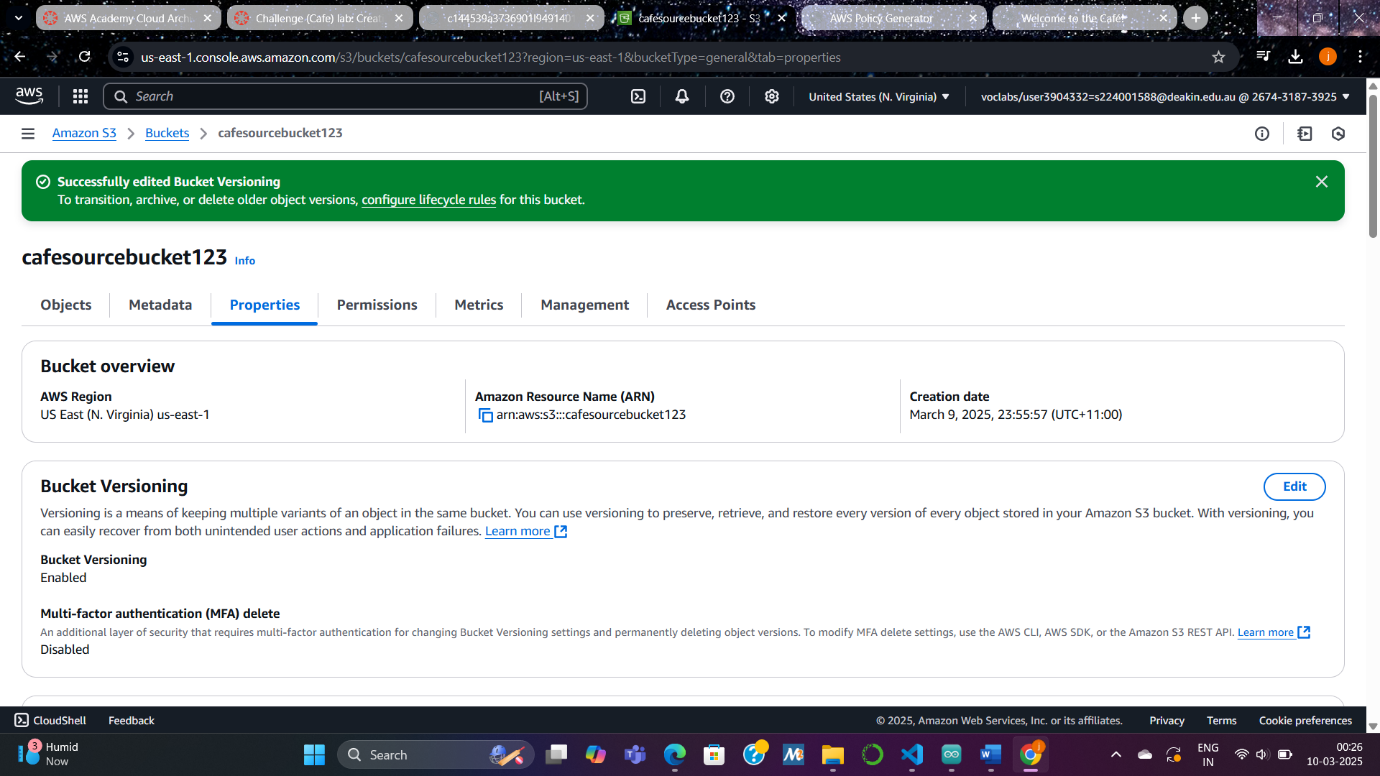 AWS Academy Cloud Archi
Challenge (Cafe) lab: Creat
c144539a3736901l949140
cafesourcebucket123 - S3
AWS Policy Generator
Welcome to the Café!
us-east-1.console.aws.amazon.com/s3/buckets/cafesourcebucket123?region=us-east-1&bucketType=general&tab=properties
j
aws
Search
[Alt+S]
United States (N. Virginia)
voclabs/user3904332=s224001588@deakin.edu.au @ 2674-3187-3925
Amazon S3
Buckets
cafesourcebucket123
Successfully edited Bucket Versioning
To transition, archive, or delete older object versions, configure lifecycle rules for this bucket.
cafesourcebucket123 Info
Objects
Metadata
Properties
Permissions
Metrics
Management
Access Points
Bucket overview
AWS Region
US East (N. Virginia) us-east-1
Amazon Resource Name (ARN)
arn:aws:s3:::cafesourcebucket123
Creation date
March 9, 2025, 23:55:57 (UTC+11:00)
Bucket Versioning
Edit
Versioning is a means of keeping multiple variants of an object in the same bucket. You can use versioning to preserve, retrieve, and restore every version of every object stored in your Amazon S3 bucket. With versioning, you
can easily recover from both unintended user actions and application failures. Learn more
Bucket Versioning
Enabled
Multi-factor authentication (MFA) delete
An additional layer of security that requires multi-factor authentication for changing Bucket Versioning settings and permanently deleting object versions. To modify MFA delete settings, use the AWS CLI, AWS SDK, or the Amazon S3 REST API. Learn more
Disabled
CloudShell
Feedback
© 2025, Amazon Web Services, Inc. or its affiliates.
Privacy
Terms
Cookie preferences
3
Humid
Now
Search
ENG
IN
00:26
10-03-2025